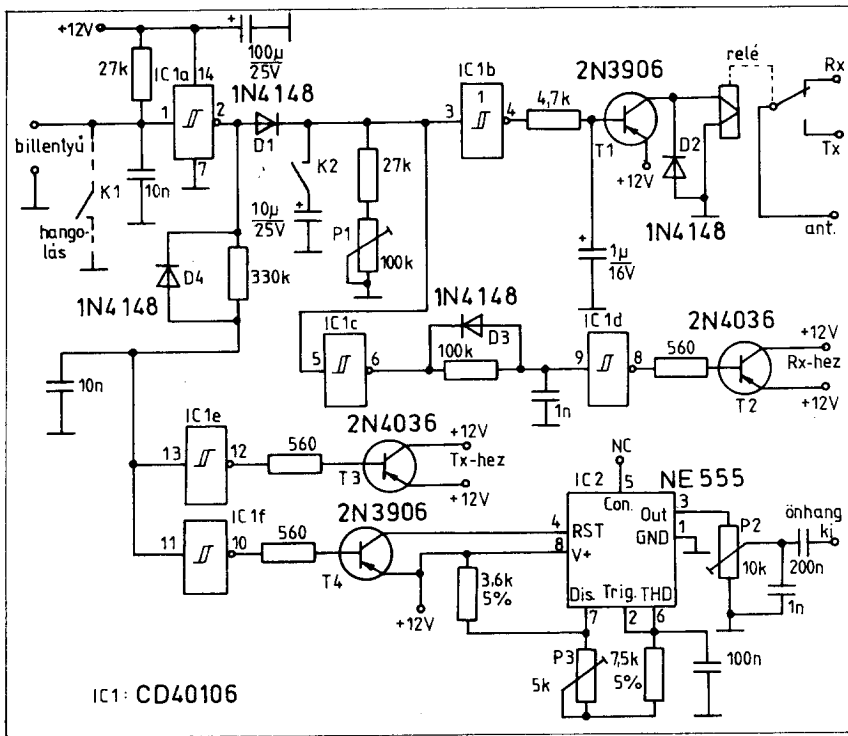 +12V
100µ
25V
27k
IC1a
14
1N4148
1
2
D1
7
billentyű
K1
10n
hango-
lás
K2
10µ
25V
27k
P1
100k
D4
330k
1N4148
10n
IC1b
3
1
4
4,7k
2N3906
T1
+12V
D2
1N4148
relé
Rx
Tx
ant.
1µ
16V
IC1c
5
6
1N4148
D3
100k
1n
IC1d
9
8
560
2N4036
T2
+12V
Rx-hez
+12V
IC1e
13
12
560
2N4036
T3
+12V
Tx-hez
+12V
IC1f
11
10
560
2N3906
T4
+12V
NC
IC2
NE555
5
Con.
Out
3
4
RST
GND
1
8
V+
Dis.
Trig.
THD
7
2
6
3,6k
5%
P3
5k
7,5k
5%
100n
P2
10k
önhang
ki
200n
1n
IC1: CD40106